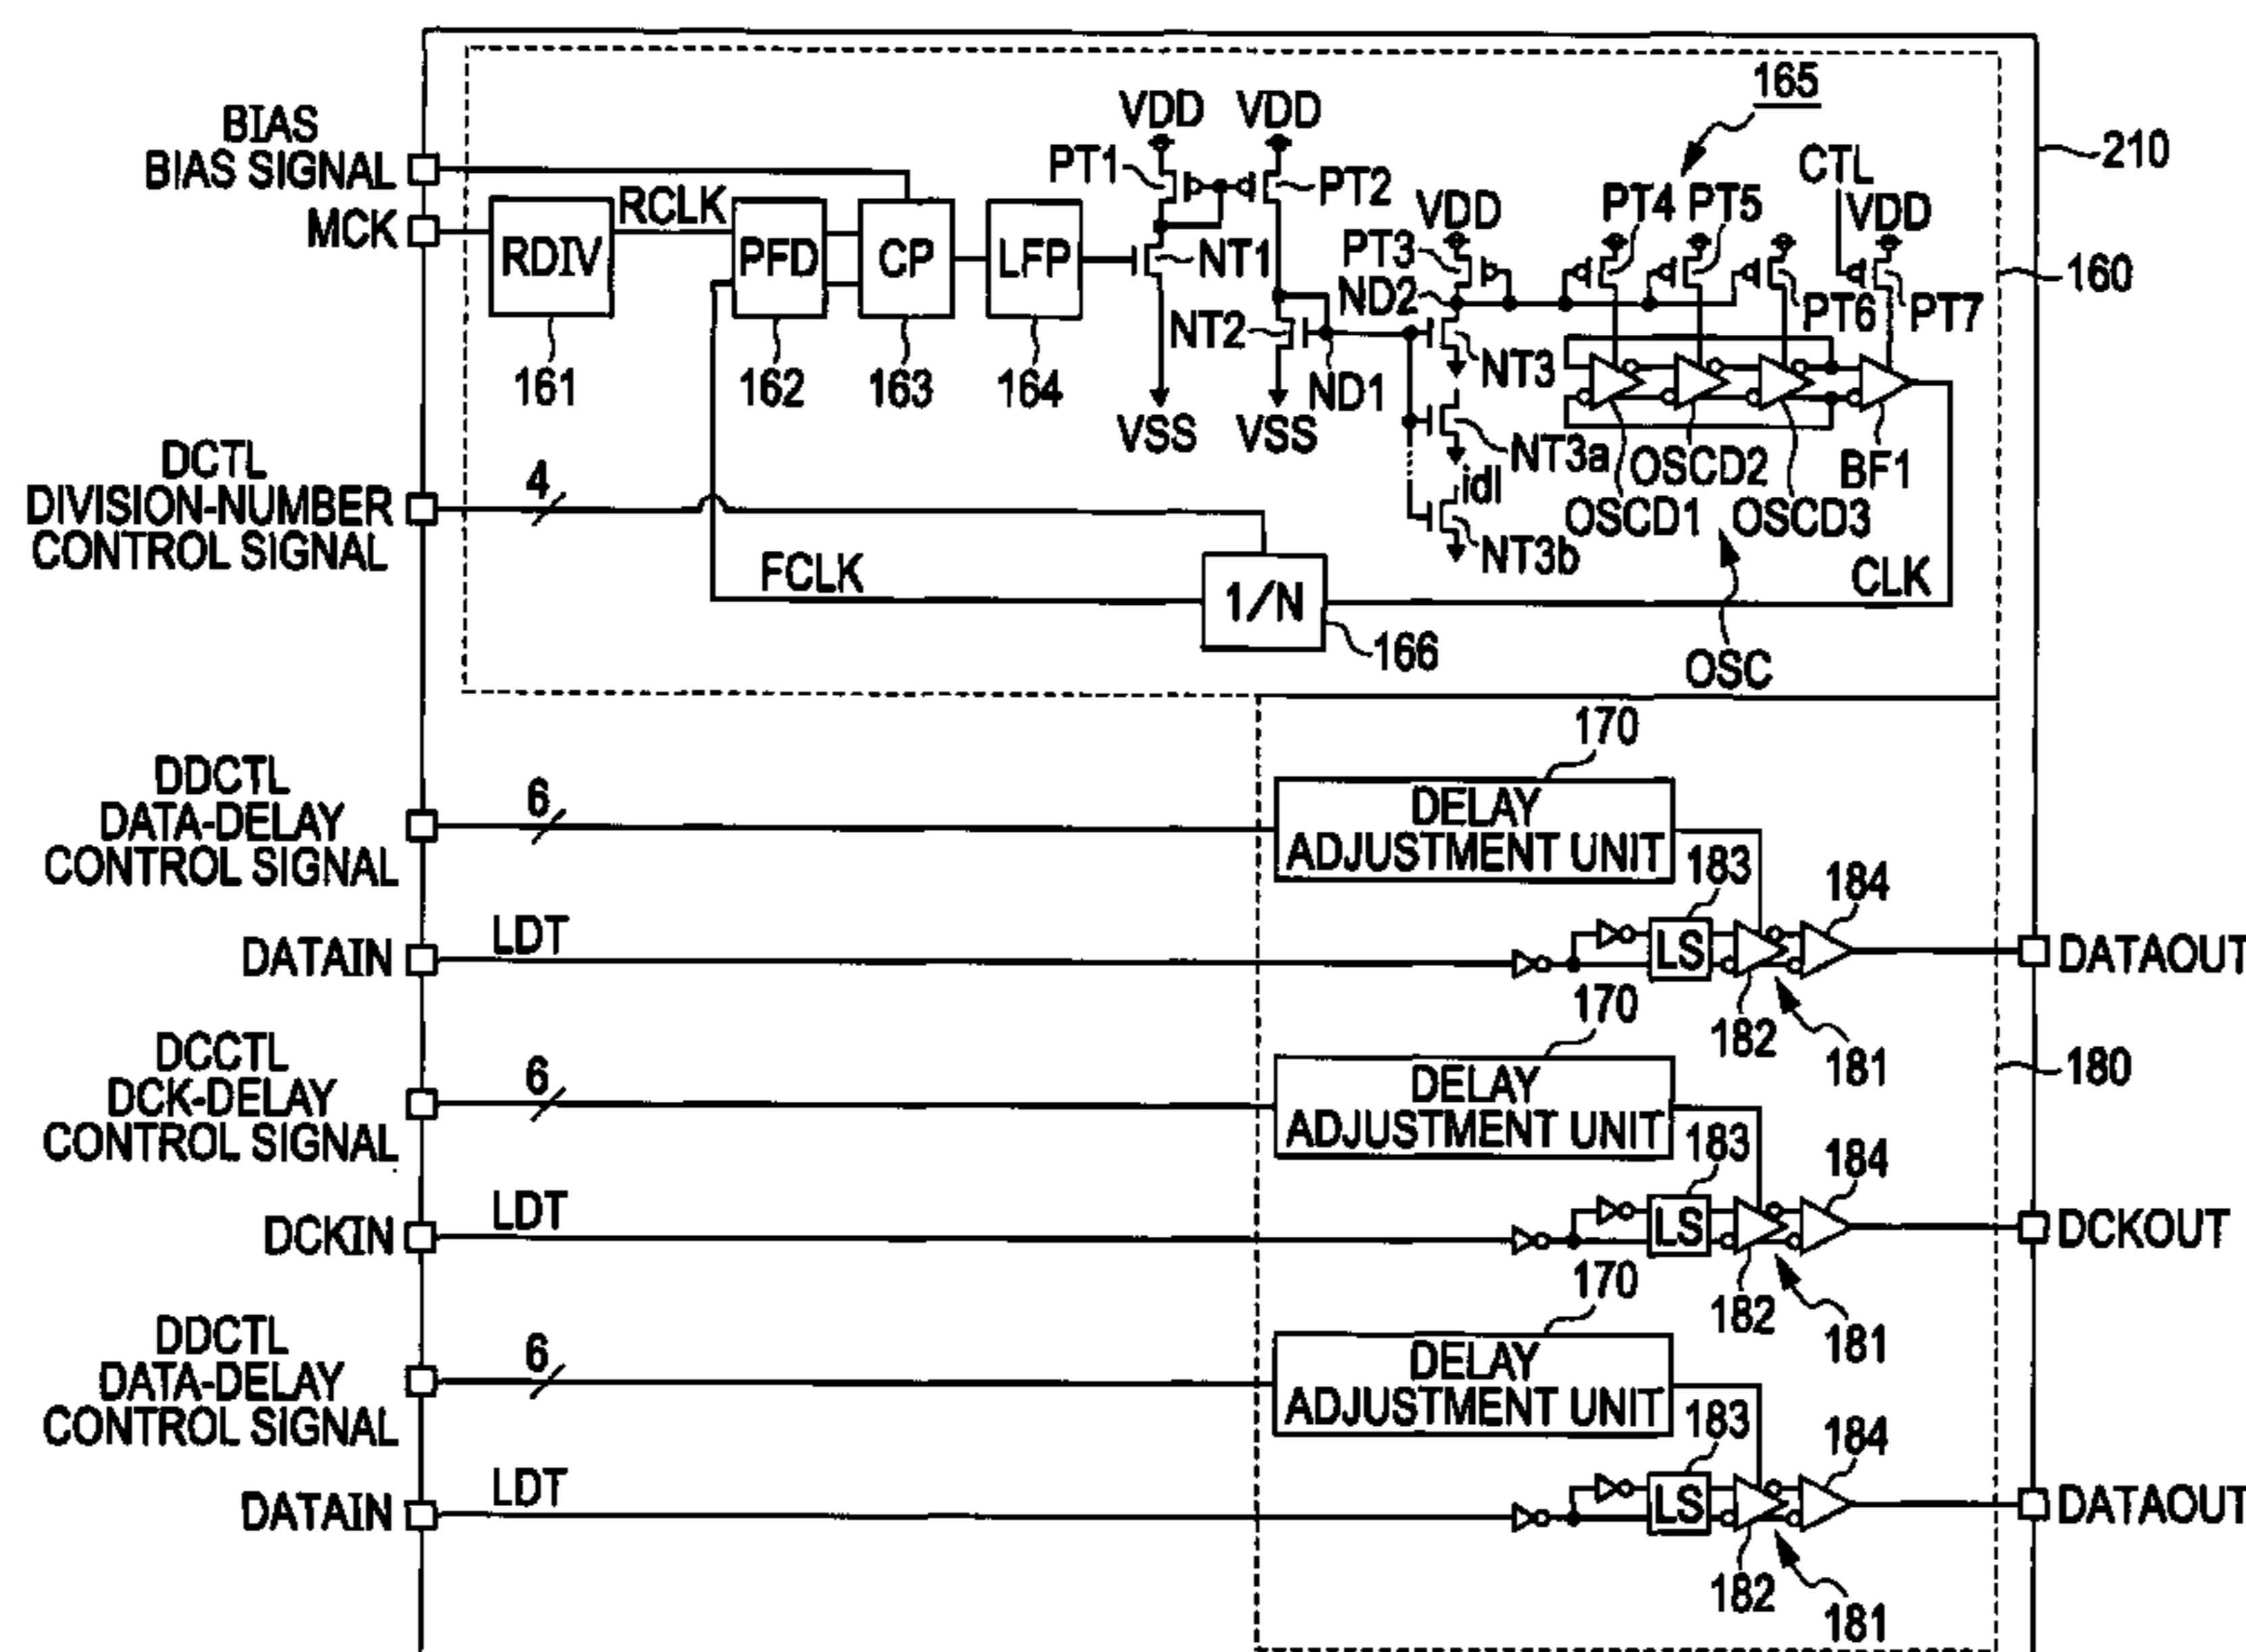 165
VDD VDD
BIAS
BIAS SIGNAL
PT1
PT2
CTL
210
MCK
RDIV
RCLK
PFD
CP
LFP
NT1
VDD
PT3
PT4 PT5
VDD
160
ND2
PT6
PT7
161
162
163
164
NT2
ND1
NT3
VSS VSS
NT3a
OSCD2
BF1
idl
OSCD1
OSCD3
NT3b
DCTL
DIVISION-NUMBER
CONTROL SIGNAL
4
FCLK
1/N
CLK
166
OSC
170
DDCTL
DATA-DELAY
CONTROL SIGNAL
6
DELAY
ADJUSTMENT UNIT
183
184
DATAIN
LDT
LS
DATAOUT
170
182
181
180
DCCTL
DCK-DELAY
CONTROL SIGNAL
6
DELAY
ADJUSTMENT UNIT
183
184
DCKIN
LDT
LS
DCKOUT
170
182
181
DDCTL
DATA-DELAY
CONTROL SIGNAL
6
DELAY
ADJUSTMENT UNIT
183
184
DATAIN
LDT
LS
DATAOUT
182
181